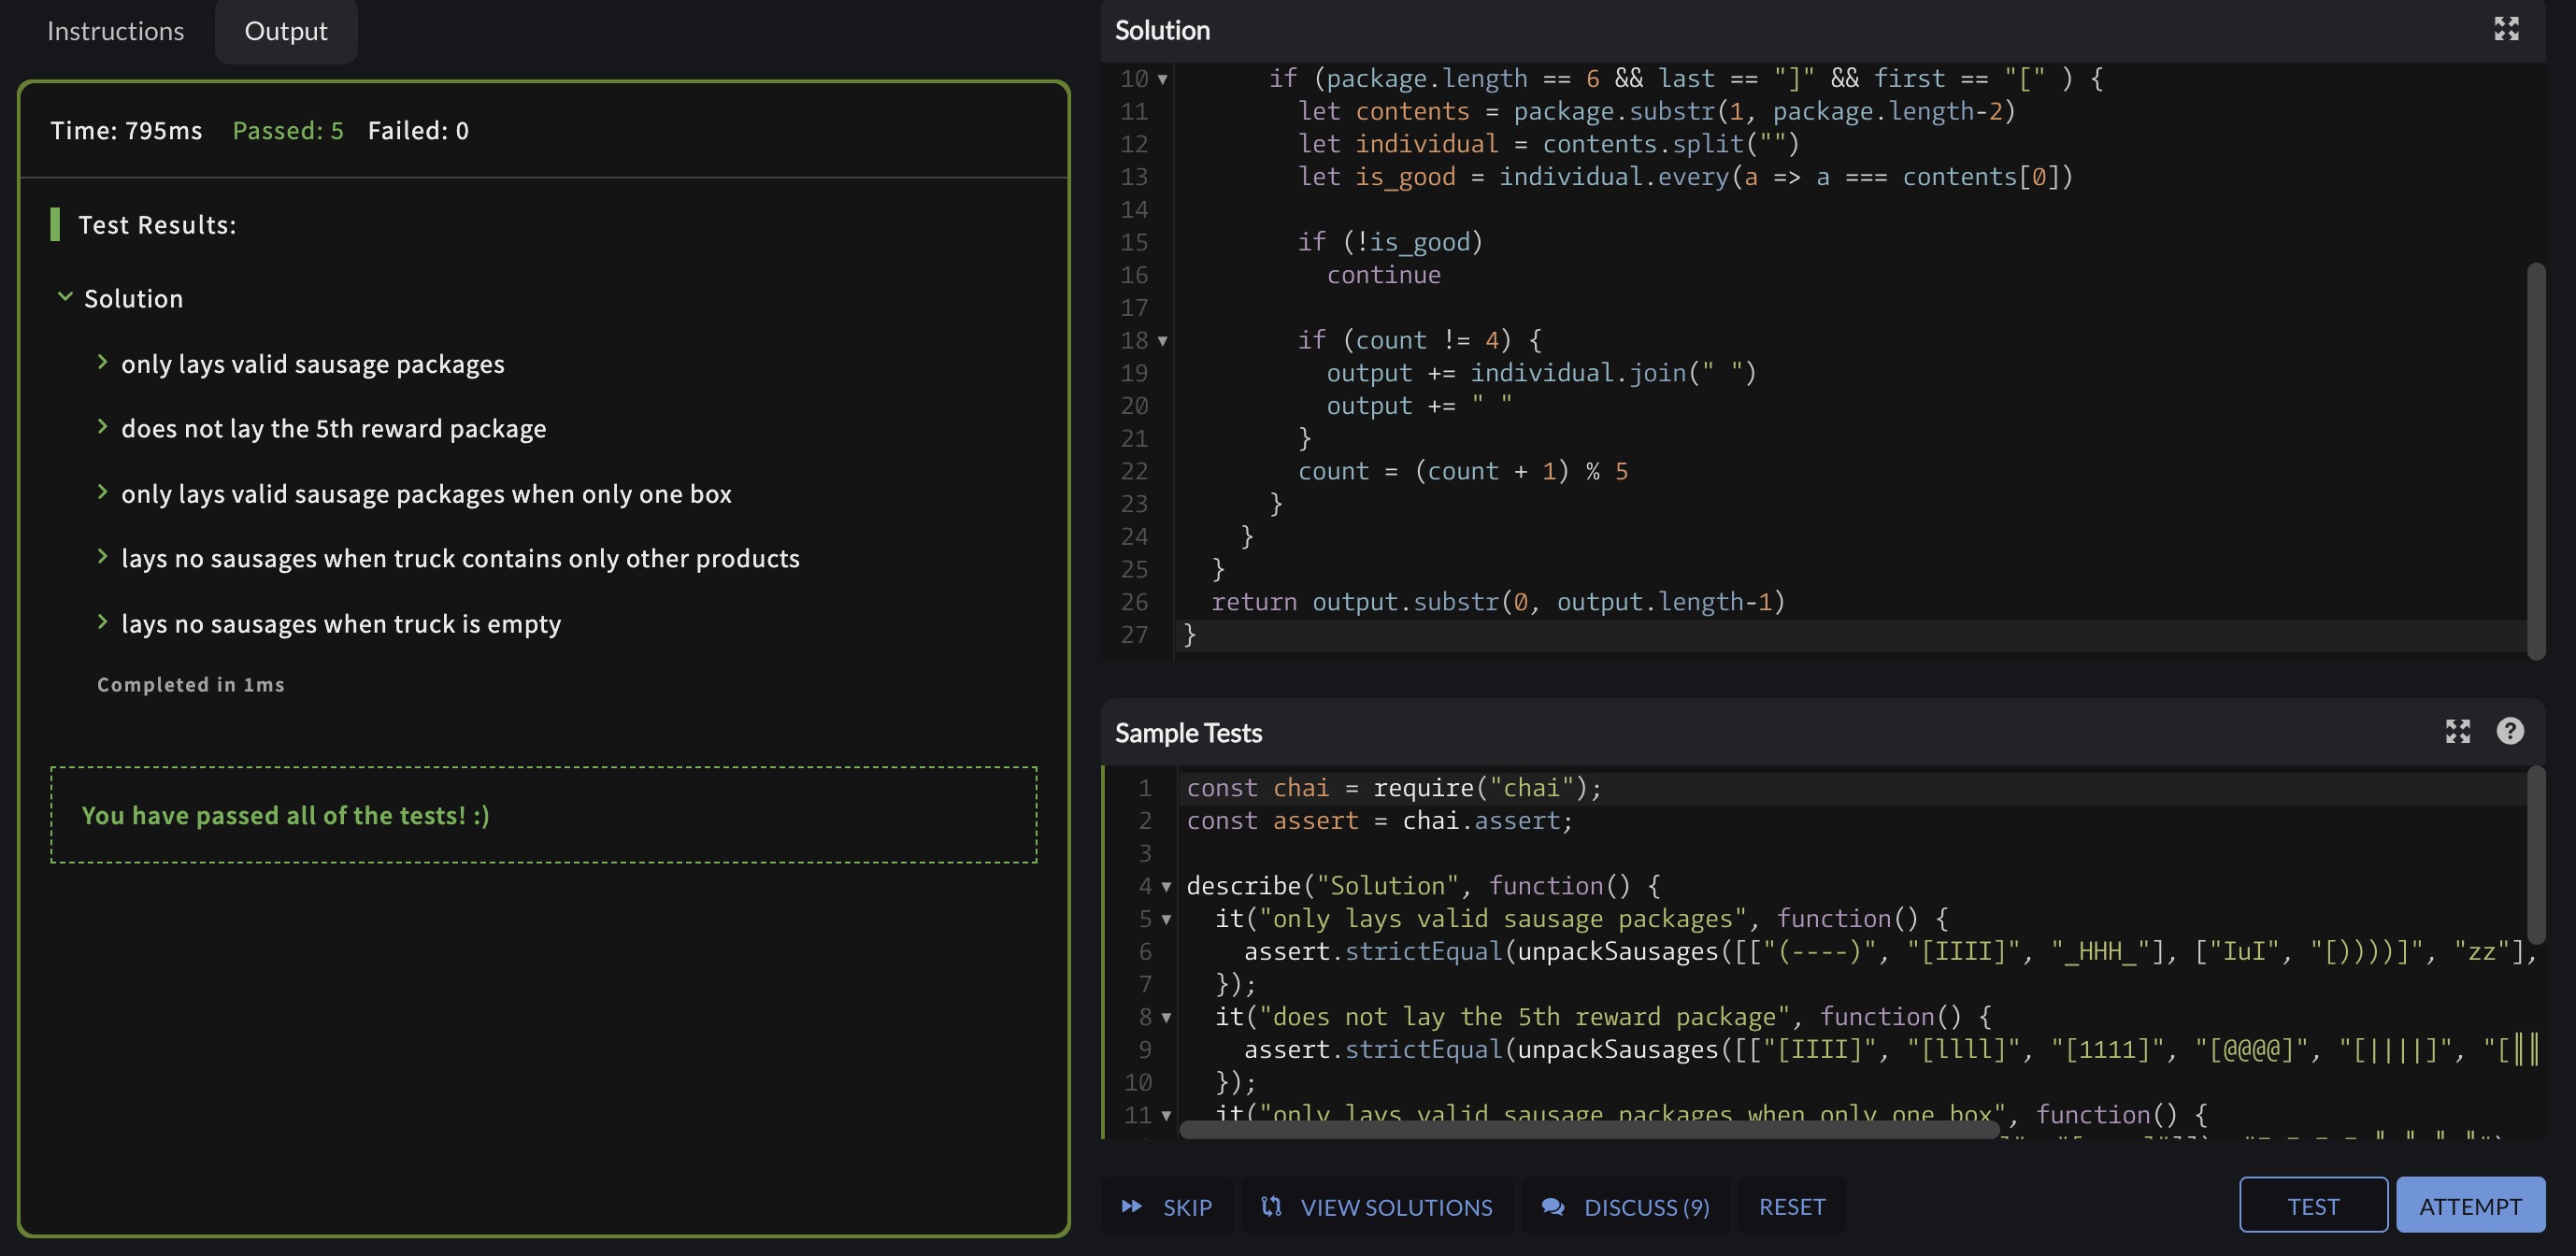 Instructions
Output
Time: 795ms Passed: 5 Failed: 0
Test Results:
Solution
only lays valid sausage packages
does not lay the 5th reward package
only lays valid sausage packages when only one box
lays no sausages when truck contains only other products
lays no sausages when truck is empty
Completed in 1ms
You have passed all of the tests! :)
Solution
10 if (package.length == 6 && last == "]" && first == "[" ) {
11 let contents = package.substr(1, package.length-2)
12 let individual = contents.split("")
13 let is_good = individual.every(a => a === contents[0])
14
15 if (!is_good)
16 continue
17
18 if (count != 4) {
19 output += individual.join(" ")
20 output += " "
21 }
22 count = (count + 1) % 5
23 }
24 }
25 }
26 return output.substr(0, output.length-1)
27 }
Sample Tests
1 const chai = require("chai");
2 const assert = chai.assert;
3
4 describe("Solution", function() {
5 it("only lays valid sausage packages", function() {
6 assert.strictEqual(unpackSausages([["(----)", "[IIII]", "_HHH_"], ["IuI", "[))))]", "zz"],
7 });
8 it("does not lay the 5th reward package", function() {
9 assert.strictEqual(unpackSausages([["[IIII]", "[llll]", "[1111]", "[@@@@]", "[||||]", "[║║
10 });
11 it("only lays valid sausage packages when only one box", function() {
SKIP
VIEW SOLUTIONS
DISCUSS (9)
RESET
TEST
ATTEMPT